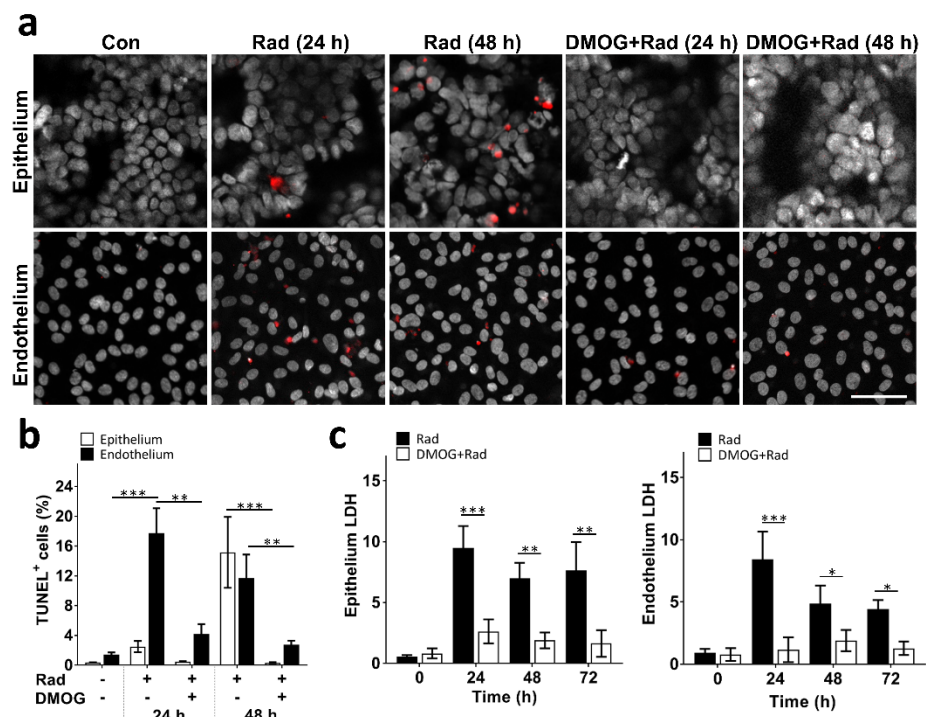 a
Con Rad (24 h) Rad (48 h) DMOG+Rad (24 h) DMOG+Rad (48 h)
Epithelium
Endothelium
b
Epithelium
Endothelium
TUNEL⁺ cells (%)
24
20
16
12
8
4
0
*** ** *** **
Rad - + + + +
DMOG - - + - +
24 h 48 h
c
Rad
DMOG+Rad
Epithelium LDH
15
10
5
0
*** ** **
0 24 48 72
Time (h)
Rad
DMOG+Rad
Endothelium LDH
15
10
5
0
*** * *
0 24 48 72
Time (h)